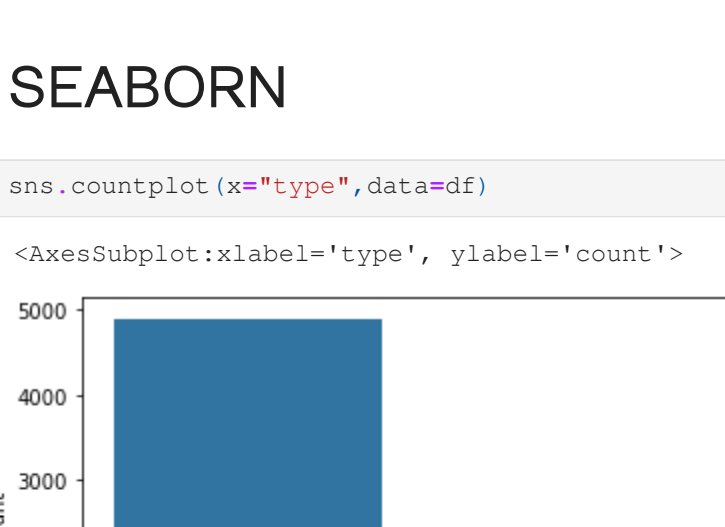 SEABORN
sns.countplot(x="type",data=df)
<AxesSubplot:xlabel='type', ylabel='count'>
5000
4000
3000